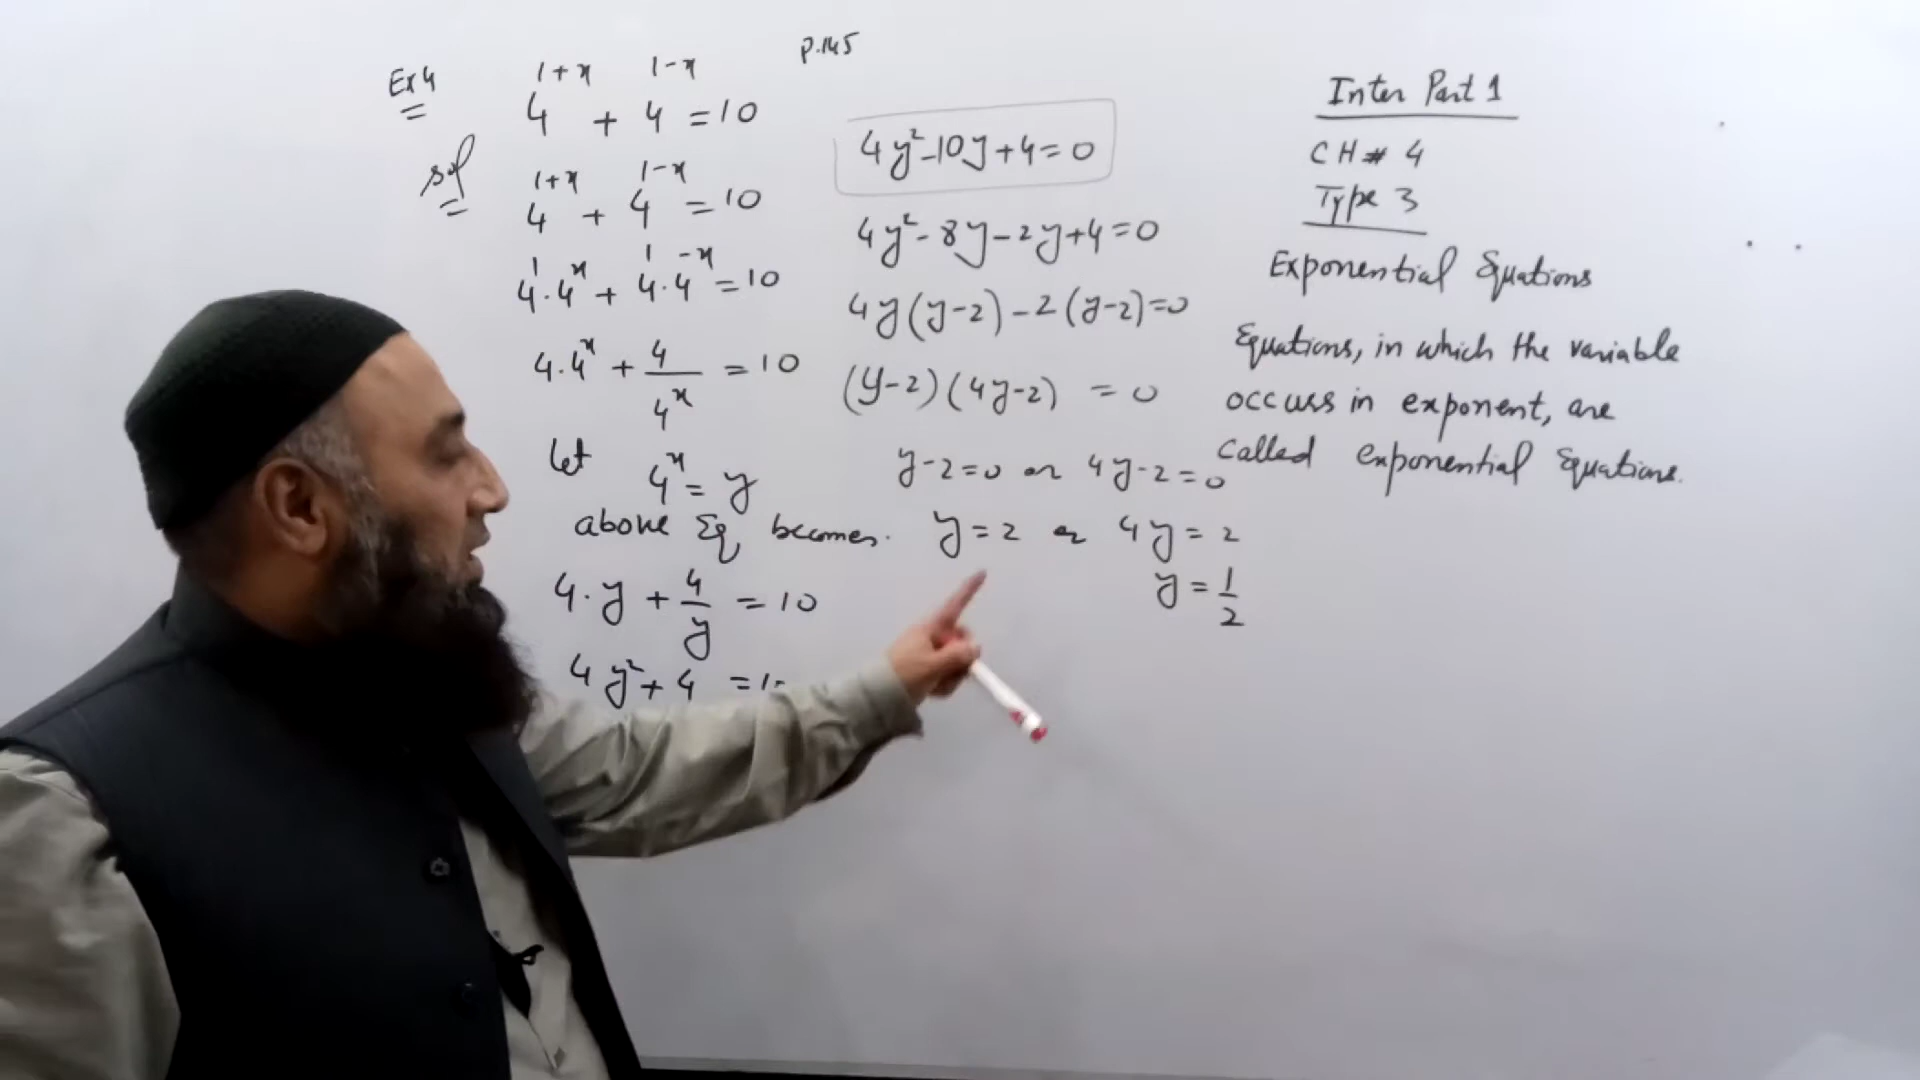 P.145
Ex 4 4^{1+x} + 4^{1-x} = 10
sol 4^{1+x} + 4^{1-x} = 10
4^1 . 4^x + 4^1 . 4^{-x} = 10
4 . 4^x + 4/4^x = 10
Let 4^x = y
above Eq becomes.
4 . y + 4/y = 10
4y² + 4 =
4y² - 10y + 4 = 0
4y² - 8y - 2y + 4 = 0
4y(y-2) - 2(y-2) = 0
(y-2)(4y-2) = 0
y-2 = 0 or 4y-2 = 0
y = 2 or 4y = 2
y = 1/2
Inter Part 1
CH# 4
Type 3
Exponential Equations
Equations, in which the variable
occurs in exponent, are
called exponential Equations.